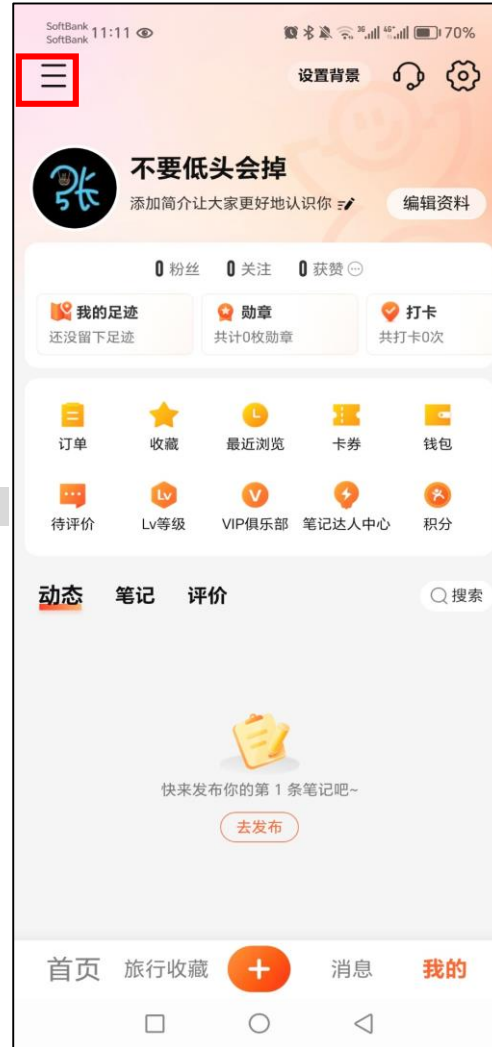 SoftBank
SoftBank 11:11 70%
设置背景
不要低头会掉
添加简介让大家更好地认识你
编辑资料
0 粉丝 0 关注 0 获赞
我的足迹 勋章 打卡
还没留下足迹 共计0枚勋章 共打卡0次
订单 收藏 最近浏览 卡券 钱包
Lv V
待评价 Lv等级 VIP俱乐部 笔记达人中心 积分
动态 笔记 评价 搜索
快来发布你的第 1 条笔记吧~
去发布
首页 旅行收藏 + 消息 我的